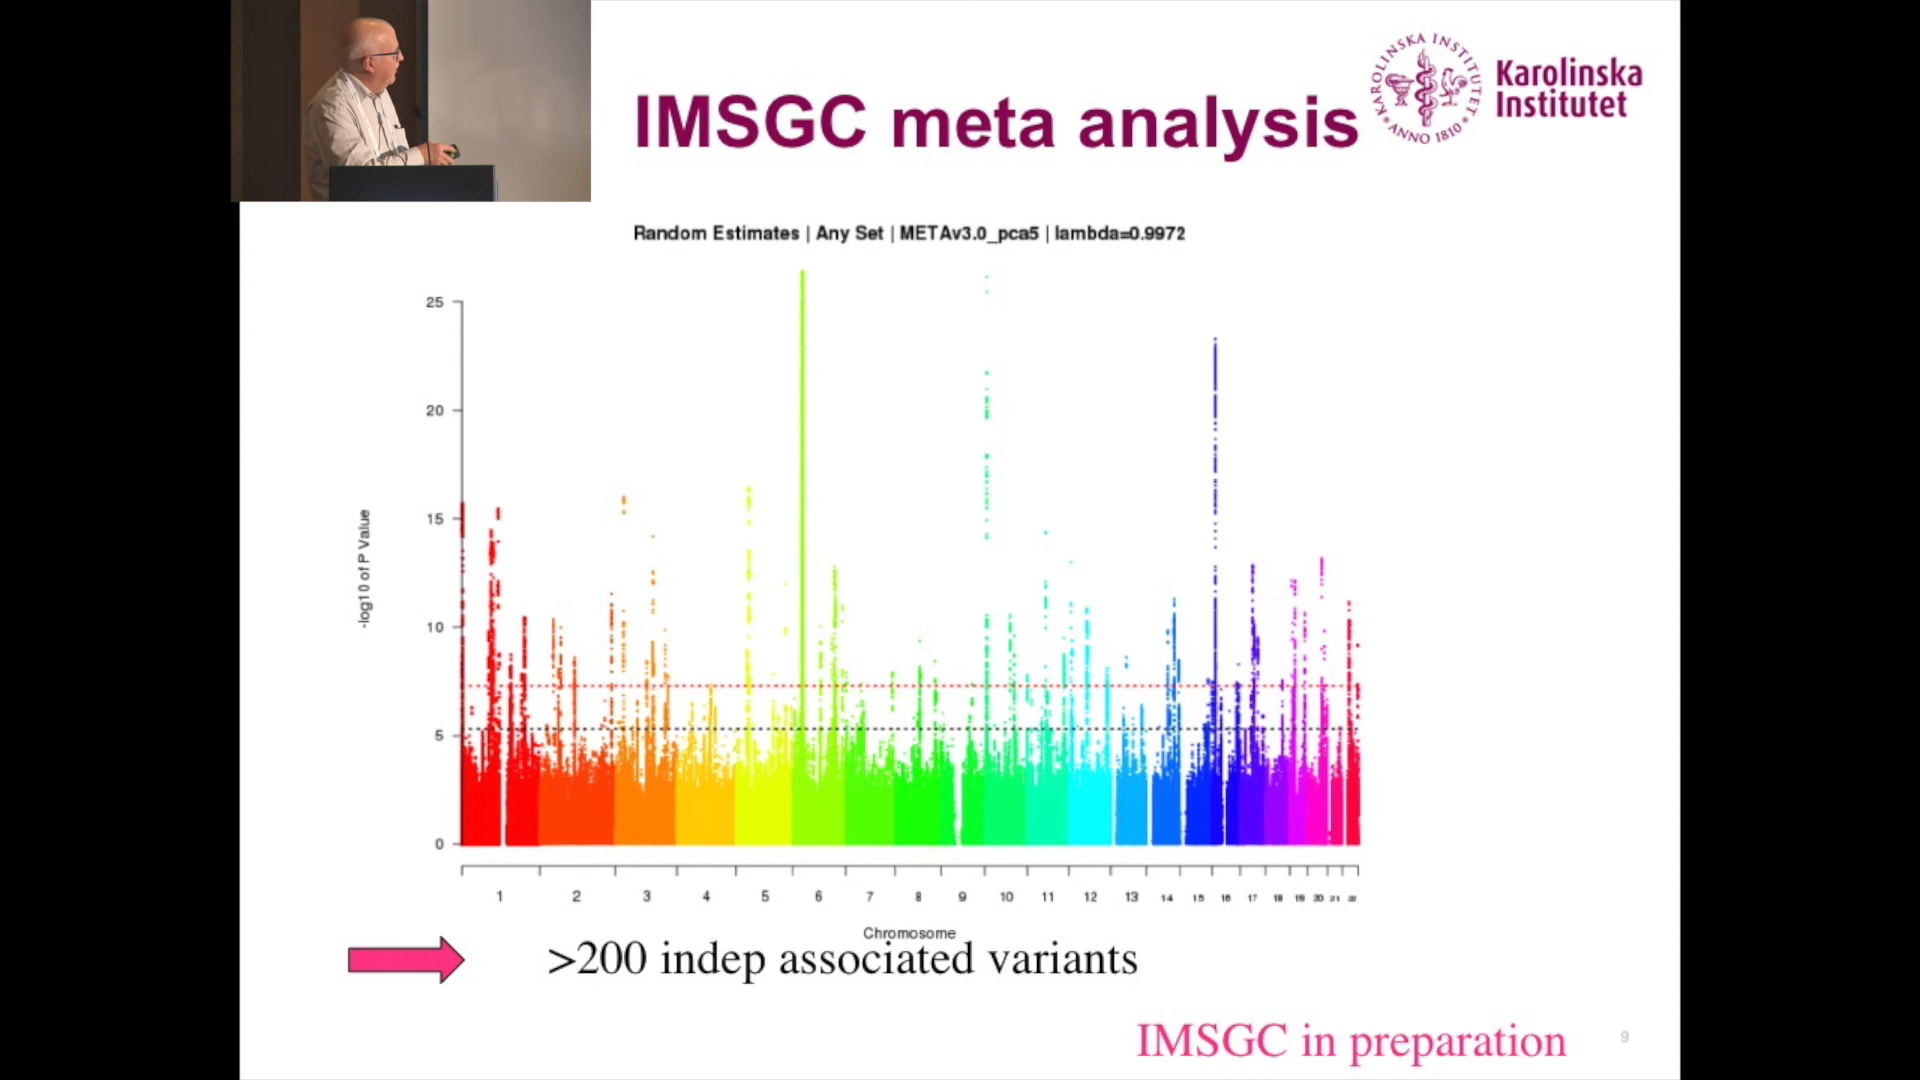 IMSGC meta analysis
KAROLINSKA INSTITUTET
ANNO 1810
Karolinska
Institutet
Random Estimates | Any Set | METAv3.0_pca5 | lambda=0.9972
25
20
15
10
5
0
-log10 of P Value
1 2 3 4 5 6 7 8 9 10 11 12 13 14 15 16 17 18 19 20 21 22
Chromosome
>200 indep associated variants
IMSGC in preparation
9